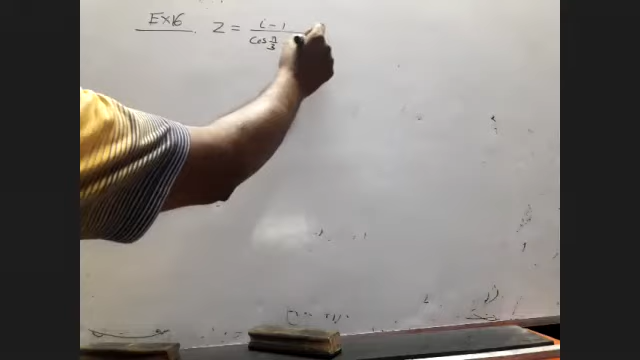 Ex16 Z = i-1 / cos π/3